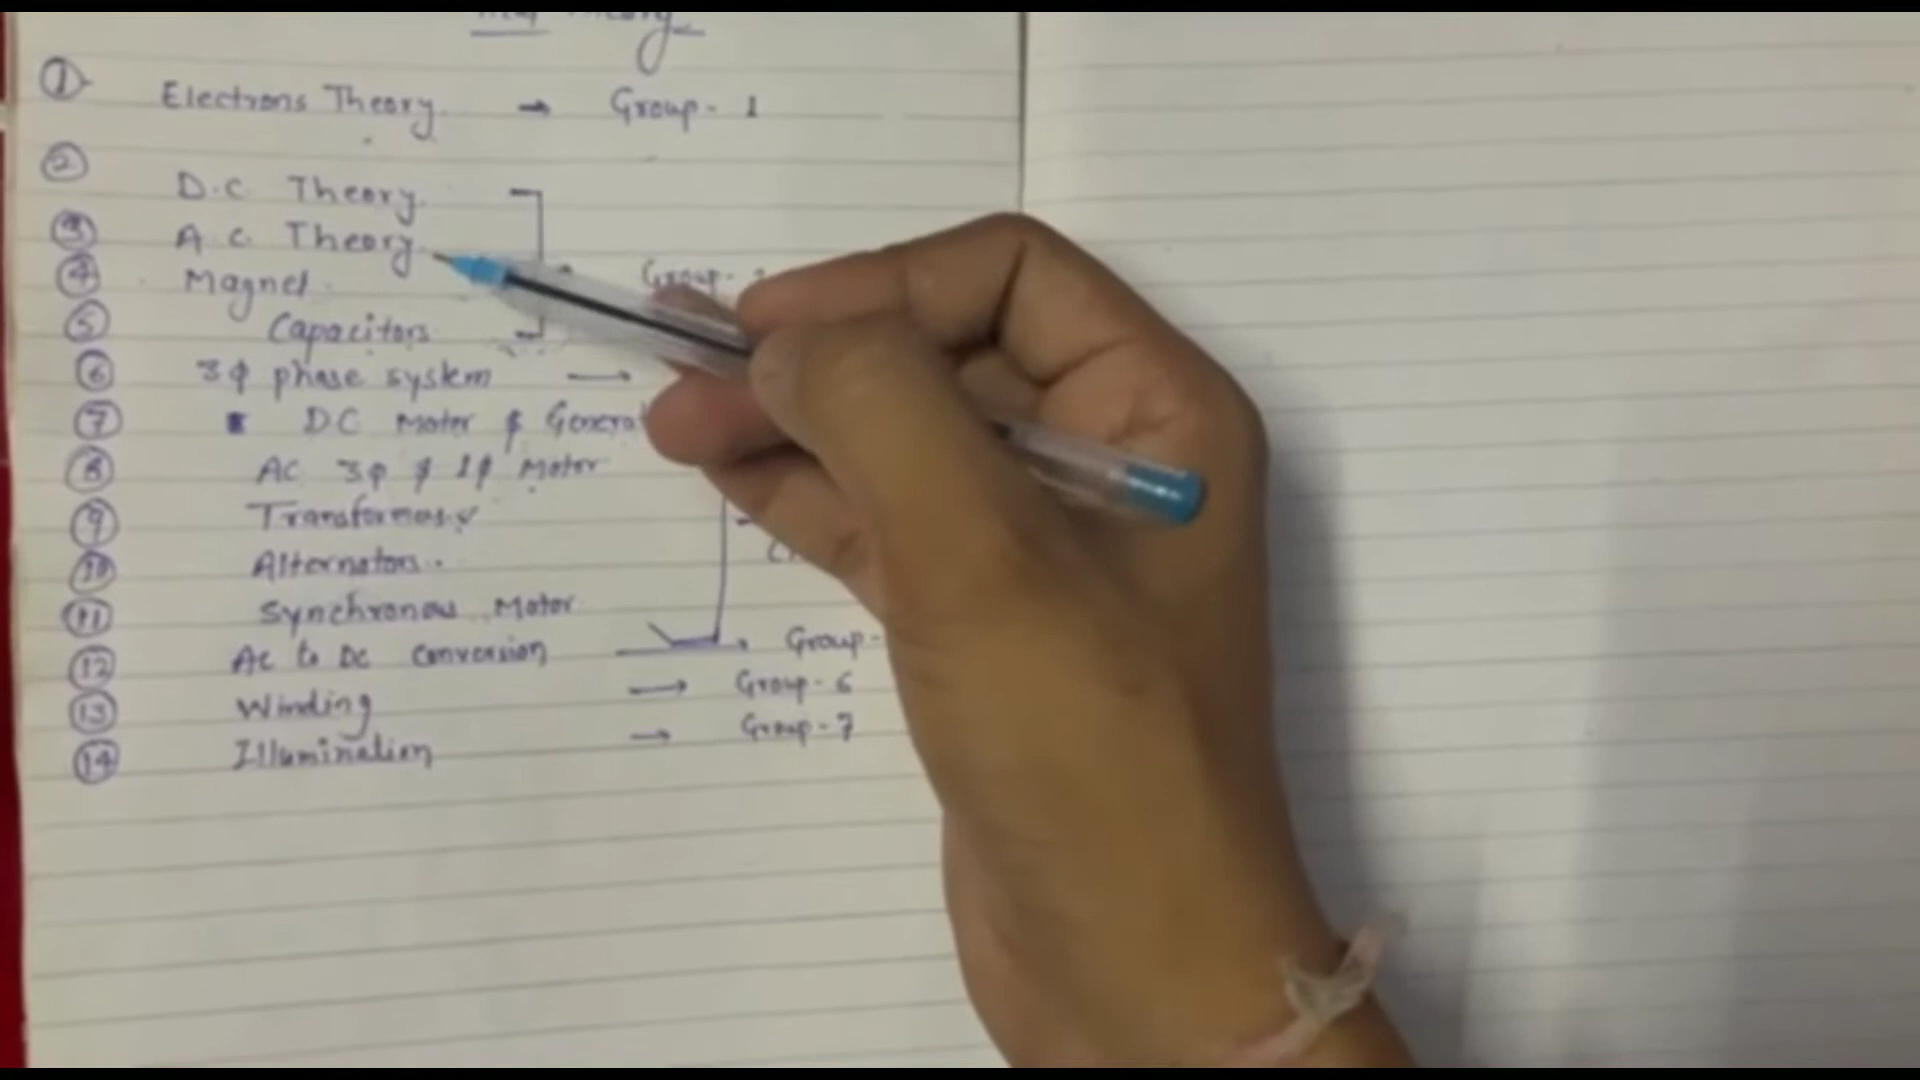 Theory
① Electrons Theory → Group - 1
② D.C Theory
③ A.C. Theory
④ Magnet Group -
⑤ Capacitors
⑥ 3φ phase system →
⑦ DC Motor & Generat
⑧ AC 3φ & 1φ Motor
⑨ Transformers
⑩ Alternators
⑪ Synchronous Motor
⑫ AC to DC Conversion → Group -
⑬ Winding → Group - 6
⑭ Illumination → Group - 7